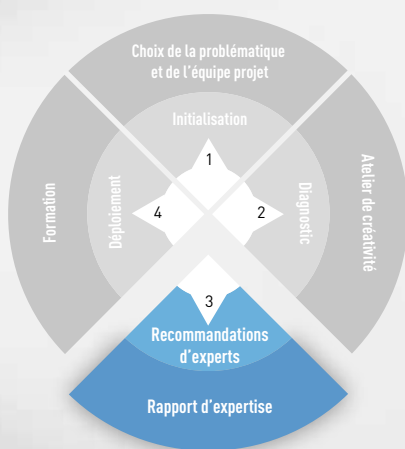 Choix de la problématique
et de l'équipe projet
Initialisation
1
Formation
Déploiement
4
2
Diagnostic
Atelier de créativité
3
Recommandations
d'experts
Rapport d'expertise